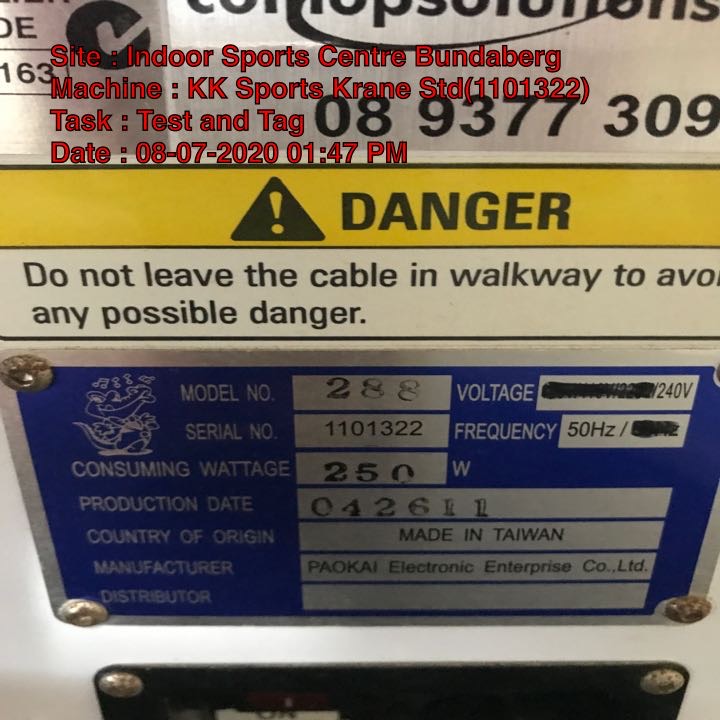 DE
163
Site : Indoor Sports Centre Bundaberg
Machine : KK Sports Krane Std(1101322)
Task : Test and Tag
08 9377 309
Date : 08-07-2020 01:47 PM
DANGER
Do not leave the cable in walkway to avoi
any possible danger.
MODEL NO. 288 VOLTAGE /240V
SERIAL NO. 1101322 FREQUENCY 50Hz /
CONSUMING WATTAGE 250 W
PRODUCTION DATE 042611
COUNTRY OF ORIGIN MADE IN TAIWAN
MANUFACTURER PAOKAI Electronic Enterprise Co.,Ltd.
DISTRIBUTOR